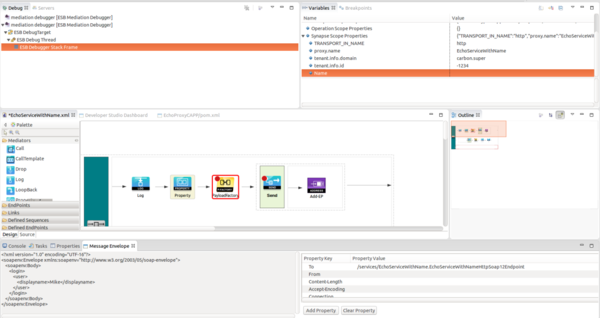 Debug
Servers
mediation debugger [ESB Mediation Debugger]
mediation debugger [ESB Mediation Debugger]
ESB DebugTarget
ESB Debug Thread
ESB Debugger Stack Frame
Variables
Breakpoints
Name
Value
Operation Scope Properties
{}
Synapse Scope Properties
{"TRANSPORT_IN_NAME":"http","proxy.name":"EchoServiceWithN
TRANSPORT_IN_NAME
http
proxy.name
EchoServiceWithName
tenant.info.domain
carbon.super
tenant.info.id
-1234
Name
*EchoServiceWithName.xml
Developer Studio Dashboard
Palette
Mediators
Call
CallTemplate
Drop
Log
LoopBack
EndPoints
Links
Defined Sequences
Defined EndPoints
Design
Source
Log
Property
PayloadFactory
Send
Outline
Console
Tasks
Properties
Message Envelope
<?xml version="1.0" encoding="UTF-16"?>
<soapenv:Envelope xmlns:soapenv="http://www.w3.org/2003/05/soap-envelope">
<soapenv:Body>
<login>
<user>
<displayname>Mike</displayname>
</user>
</login>
</soapenv:Body>
</soapenv:Envelope>
Property Key
Property Value
To
/services/EchoServiceWithName.EchoServiceWithNameHttpSoap12Endpoint
From
Content-Length
Accept-Encoding
Connection
Add Property
Clear Property